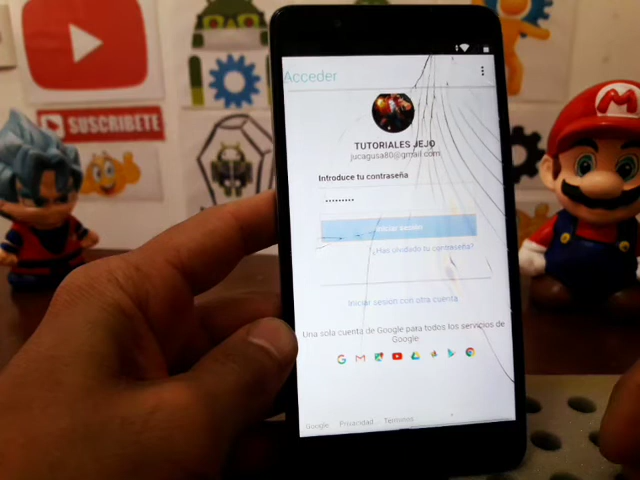 SUSCRIBETE
Acceder
TUTORIALES JEJO
jucagusa80@gmail.com
Introduce tu contraseña
•••••••••
Iniciar sesión
¿Has olvidado tu contraseña?
Iniciar sesión con otra cuenta
Una sola cuenta de Google para todos los servicios de
Google
Google Privacidad Términos
M